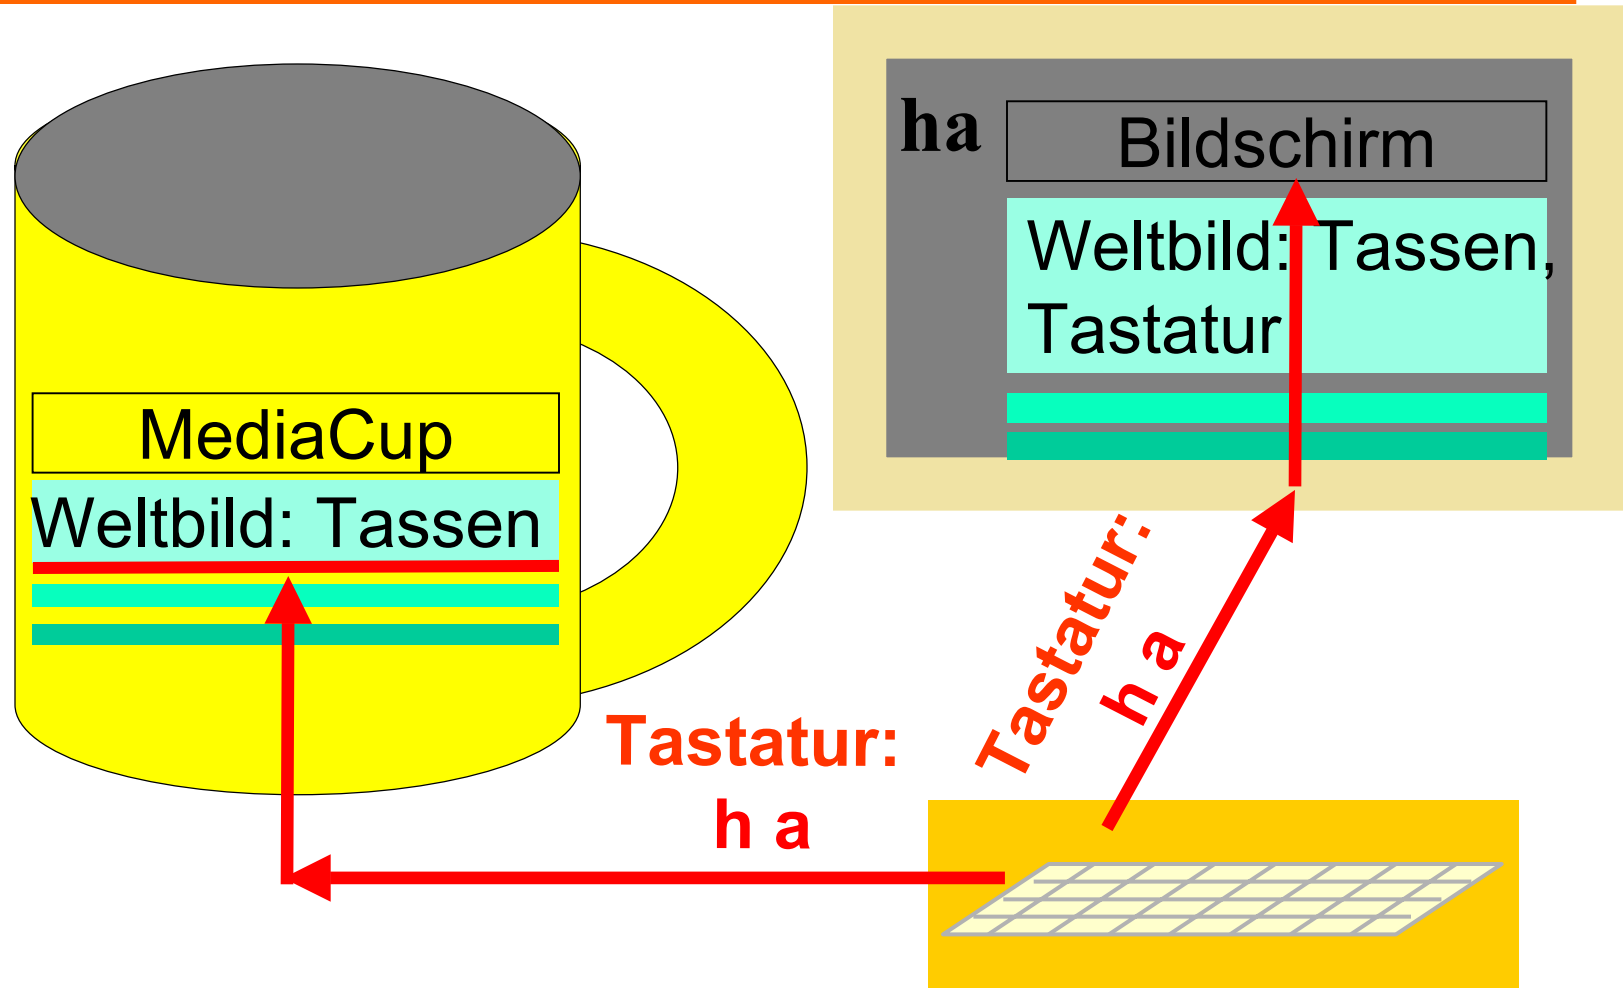 ha
Bildschirm
Weltbild: Tassen,
Tastatur
MediaCup
Weltbild: Tassen
Tastatur:
h a
Tastatur:
h a